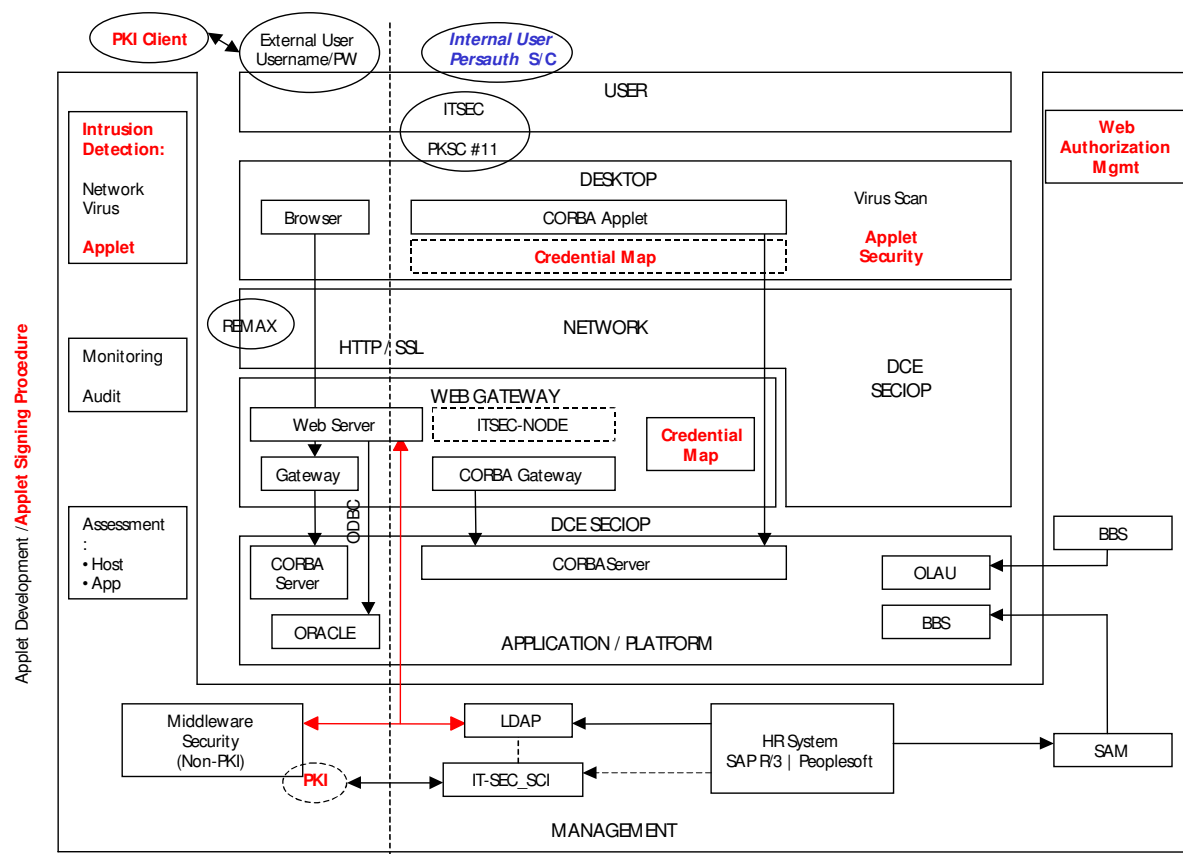 PKI Client
External User
Username/PW
Internal User
Persauth S/C
USER
ITSEC
PKSC #11
Intrusion
Detection:
Network
Virus
Applet
Web
Authorization
Mgmt
DESKTOP
Browser
CORBA Applet
Credential Map
Virus Scan
Applet
Security
REMAX
NETWORK
HTTP / SSL
DCE
SECIOP
Monitoring
Audit
WEB GATEWAY
Web Server
ITSEC-NODE
Credential
Map
Gateway
CORBA Gateway
ODBC
DCE SECIOP
Applet Development /Applet Signing Procedure
Assessment
:
• Host
• App
CORBA
Server
CORBAServer
OLAU
BBS
BBS
ORACLE
APPLICATION / PLATFORM
Middleware
Security
(Non-PKI)
PKI
LDAP
IT-SEC_SCI
HR System
SAP R/3 | Peoplesoft
SAM
MANAGEMENT